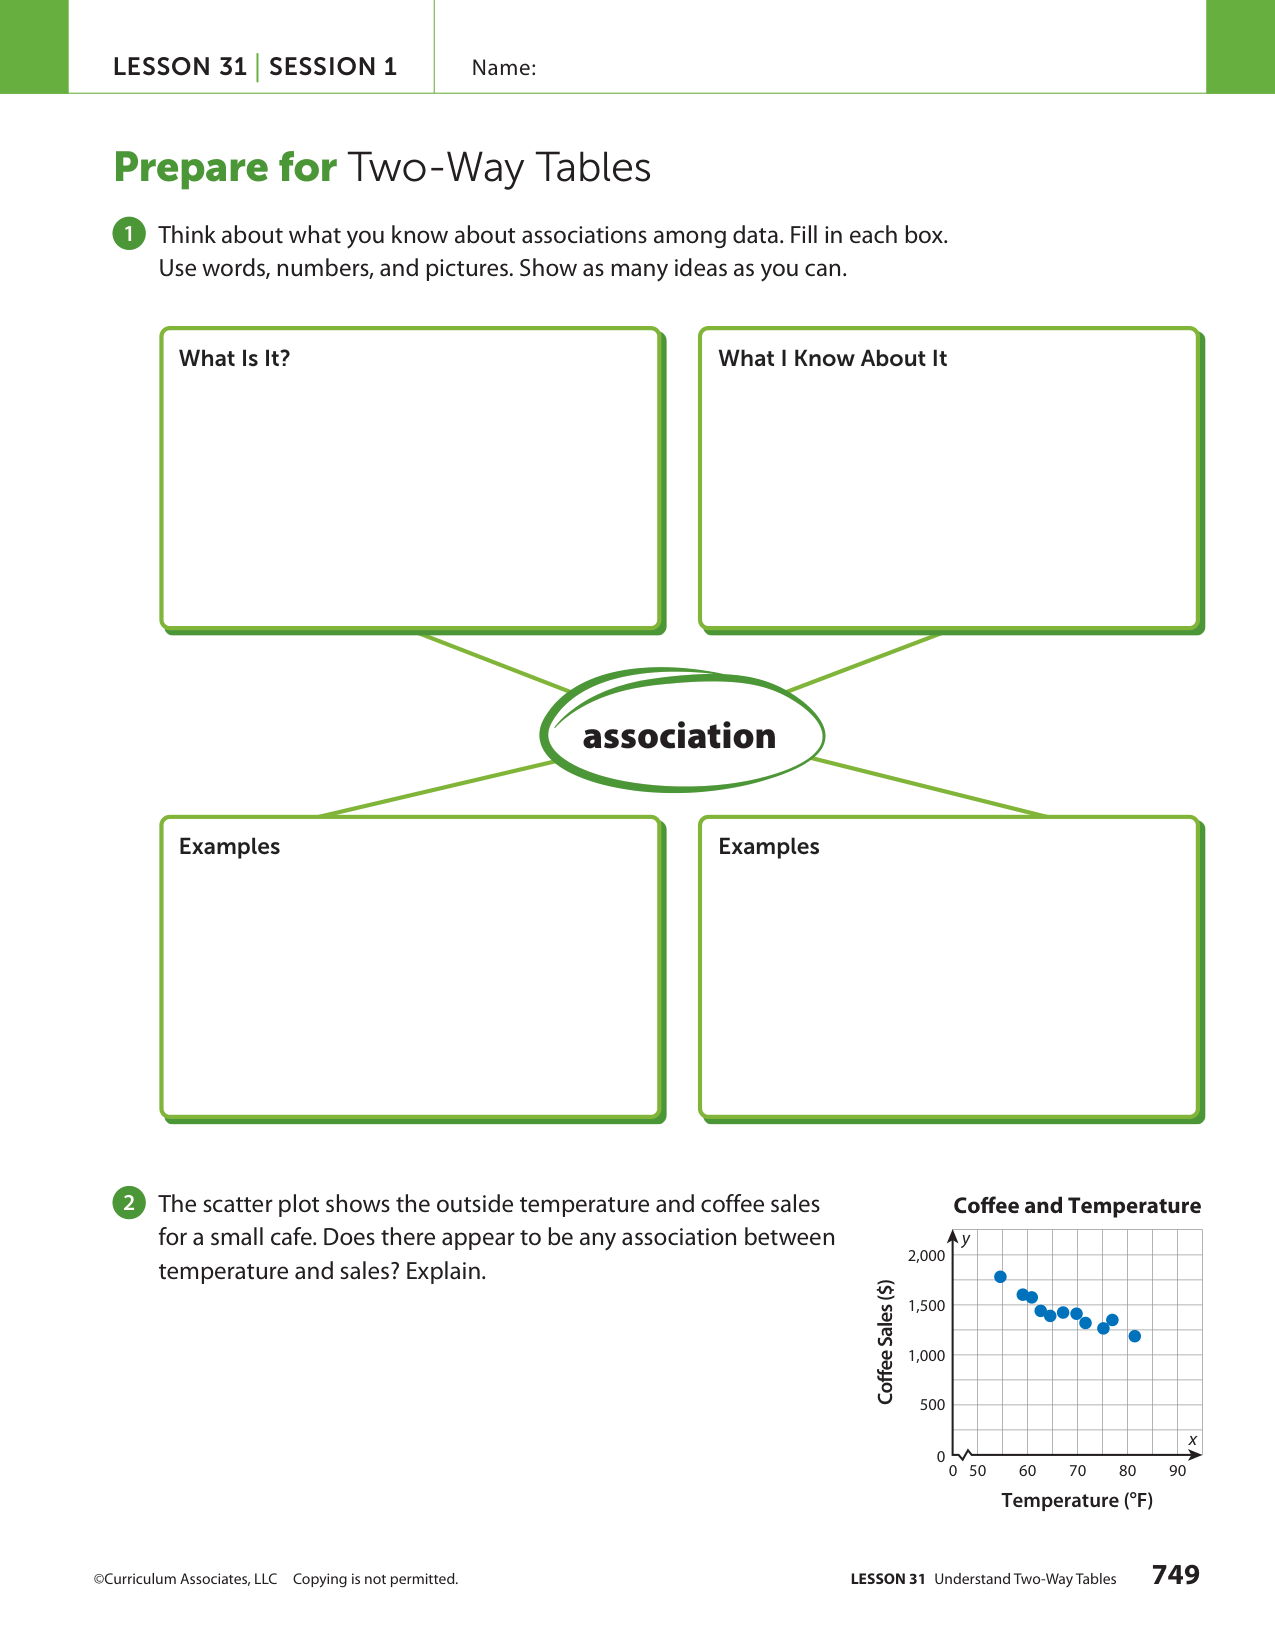 LESSON 31 | SESSION 1
Name:
Prepare for Two-Way Tables
1 Think about what you know about associations among data. Fill in each box.
Use words, numbers, and pictures. Show as many ideas as you can.
What Is It?
What I Know About It
association
Examples
Examples
2 The scatter plot shows the outside temperature and coffee sales
for a small cafe. Does there appear to be any association between
temperature and sales? Explain.
Coffee and Temperature
y
2,000
1,500
1,000
500
0
Coffee Sales ($)
x
0 50 60 70 80 90
Temperature (°F)
©Curriculum Associates, LLC Copying is not permitted.
LESSON 31 Understand Two-Way Tables 749